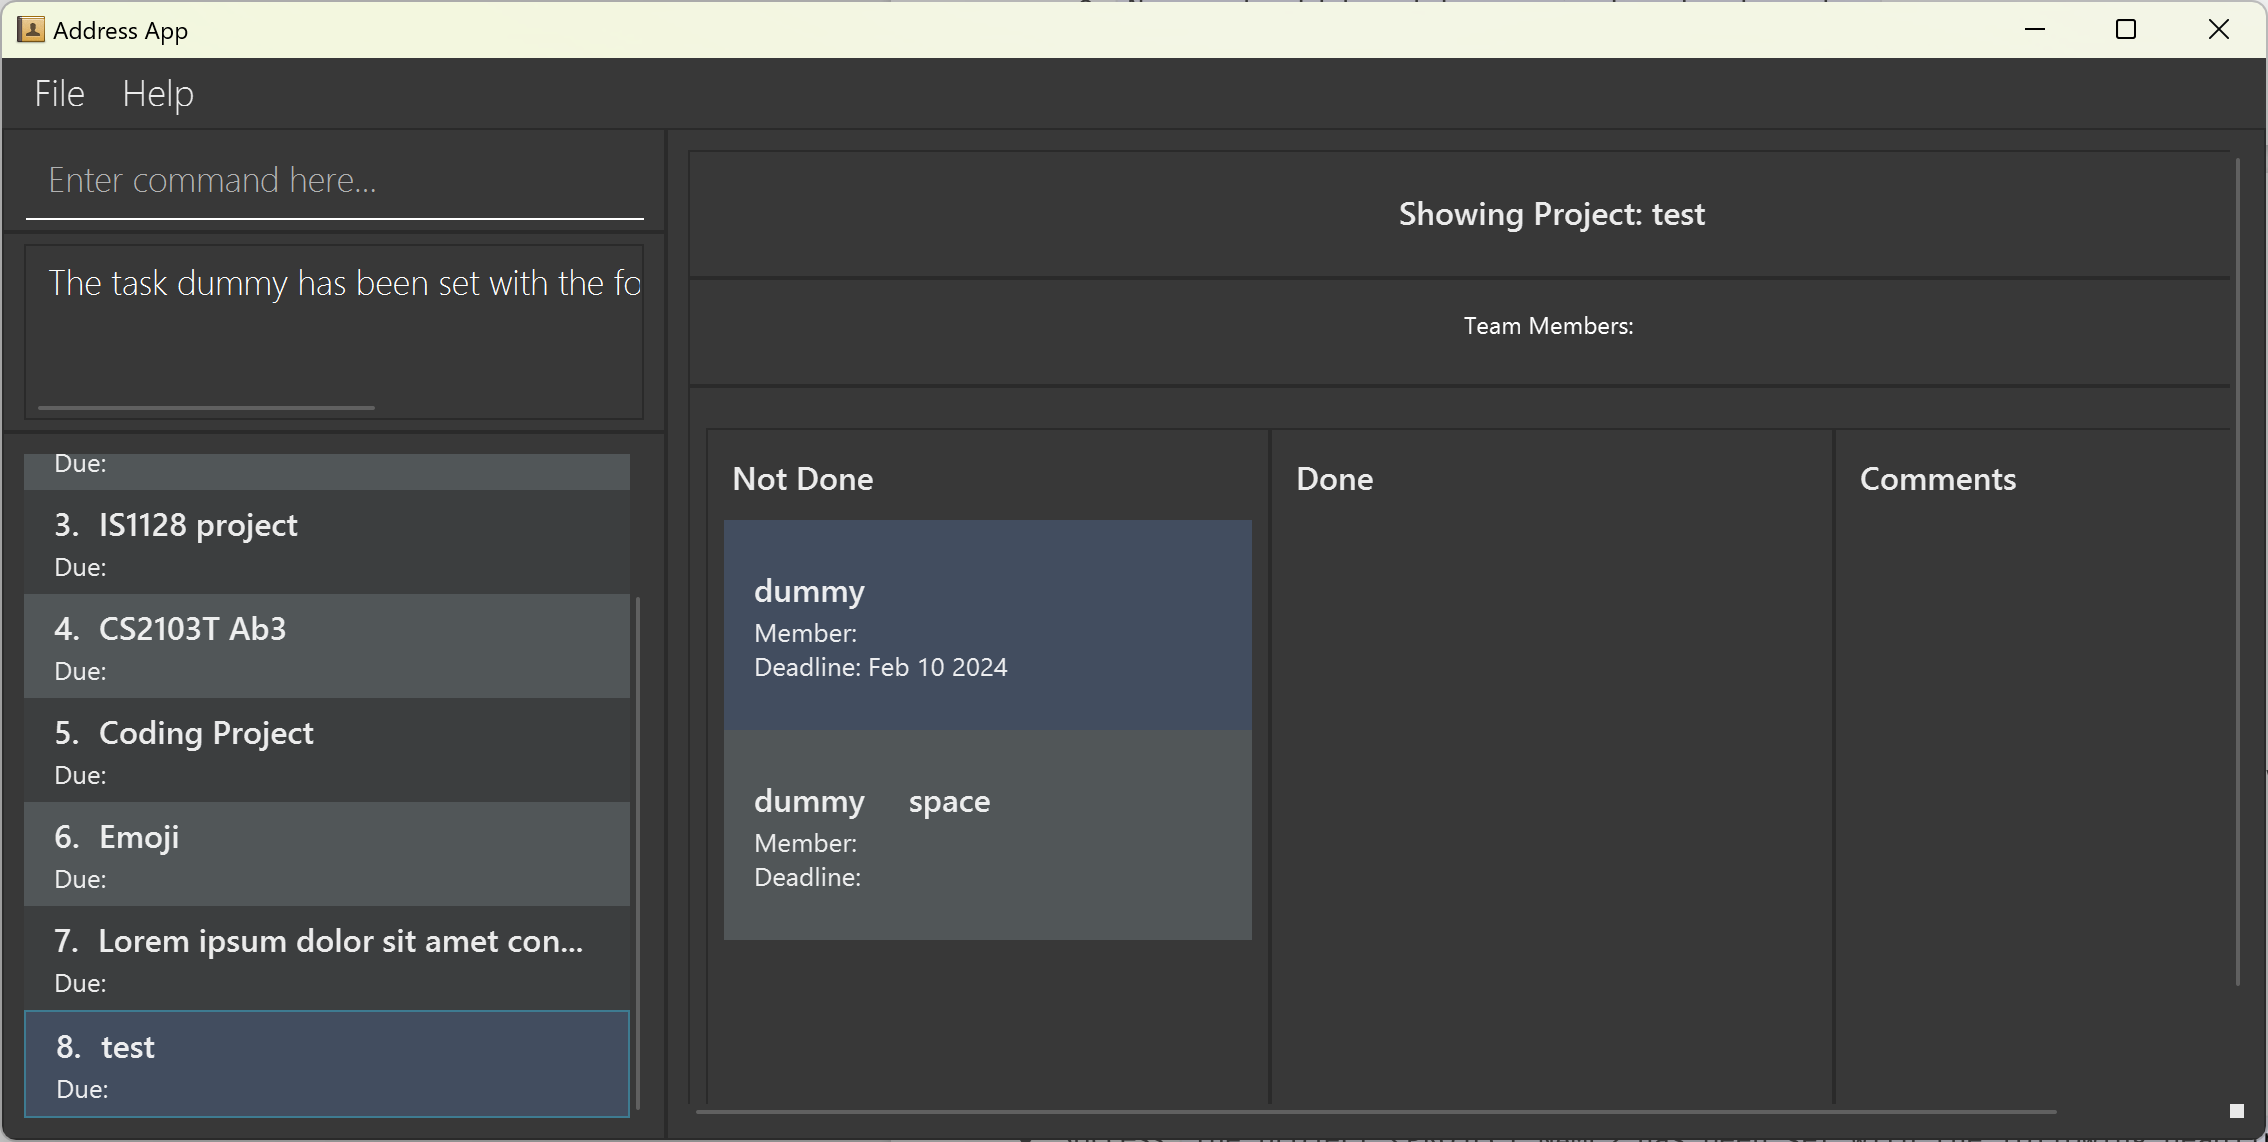 Address App
File Help
Enter command here...
The task dummy has been set with the fo
Due:
3. IS1128 project
Due:
4. CS2103T Ab3
Due:
5. Coding Project
Due:
6. Emoji
Due:
7. Lorem ipsum dolor sit amet con...
Due:
8. test
Due:
Showing Project: test
Team Members:
Not Done
dummy
Member:
Deadline: Feb 10 2024
dummy space
Member:
Deadline:
Done
Comments